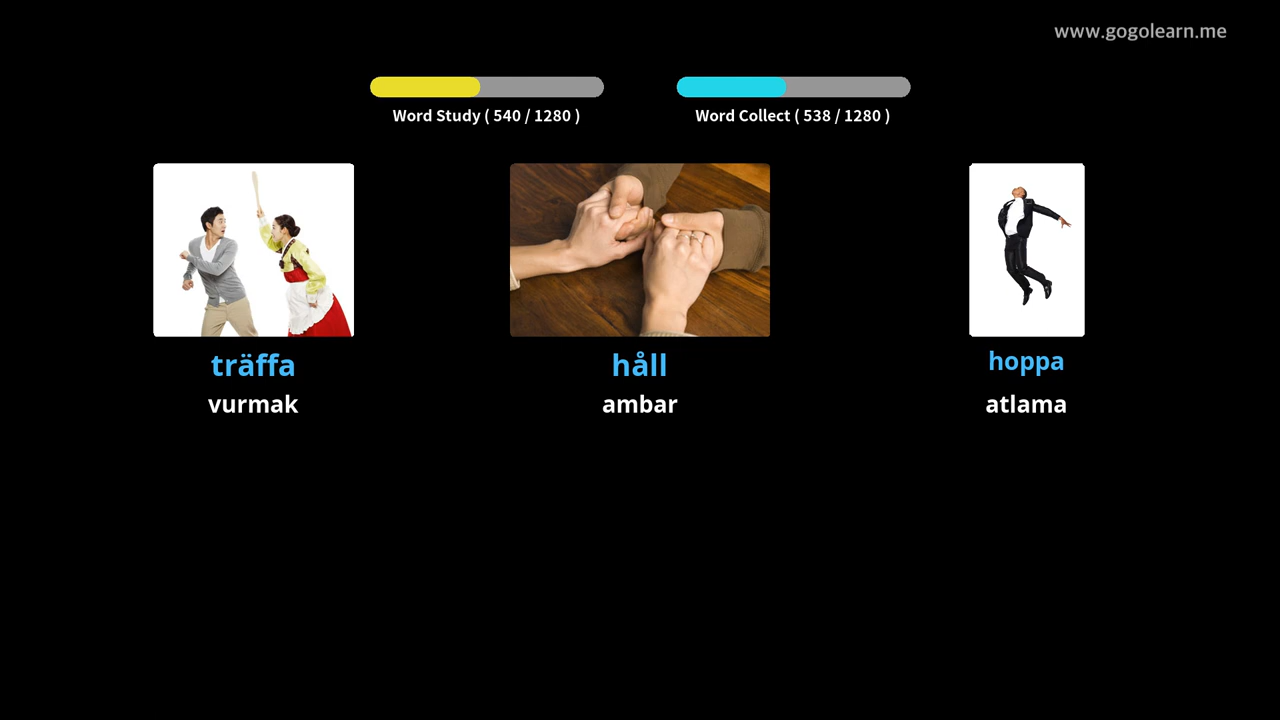 www.gogolearn.me
Word Study ( 540 / 1280 )
Word Collect ( 538 / 1280 )
träffa
vurmak
håll
ambar
hoppa
atlama